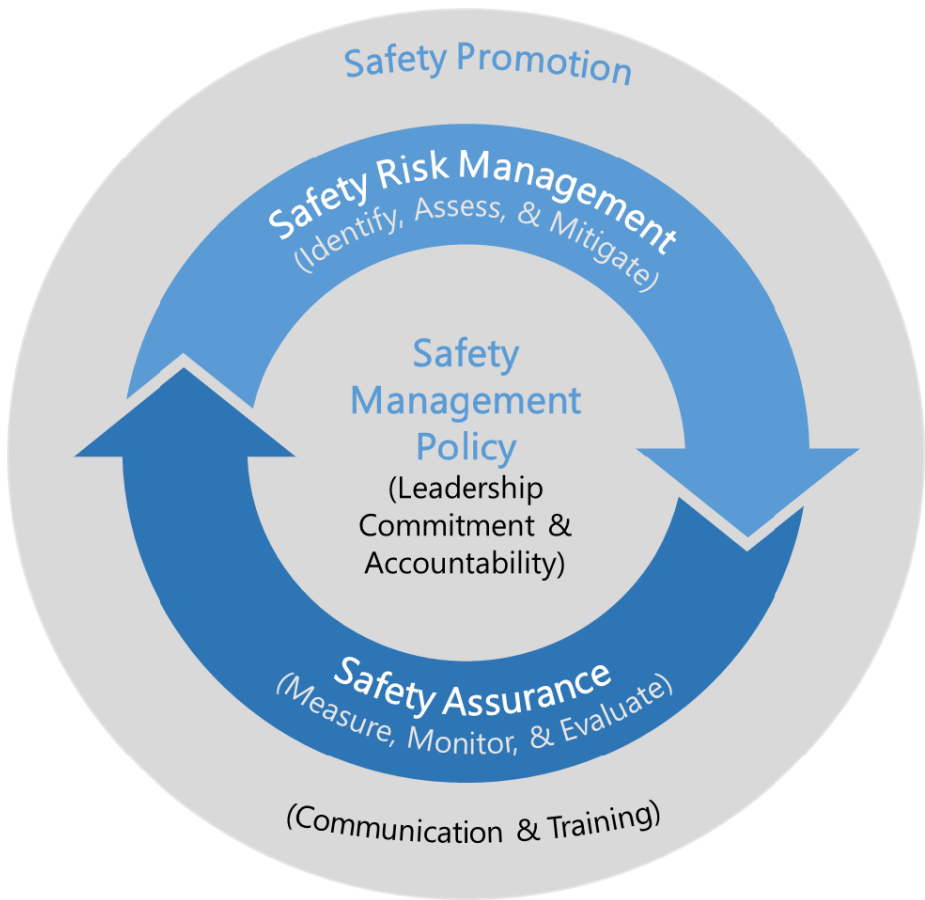 Safety Promotion
Safety Risk Management
(Identify, Assess, & Mitigate)
Safety
Management
Policy
(Leadership
Commitment &
Accountability)
Safety Assurance
(Measure, Monitor, & Evaluate)
(Communication & Training)